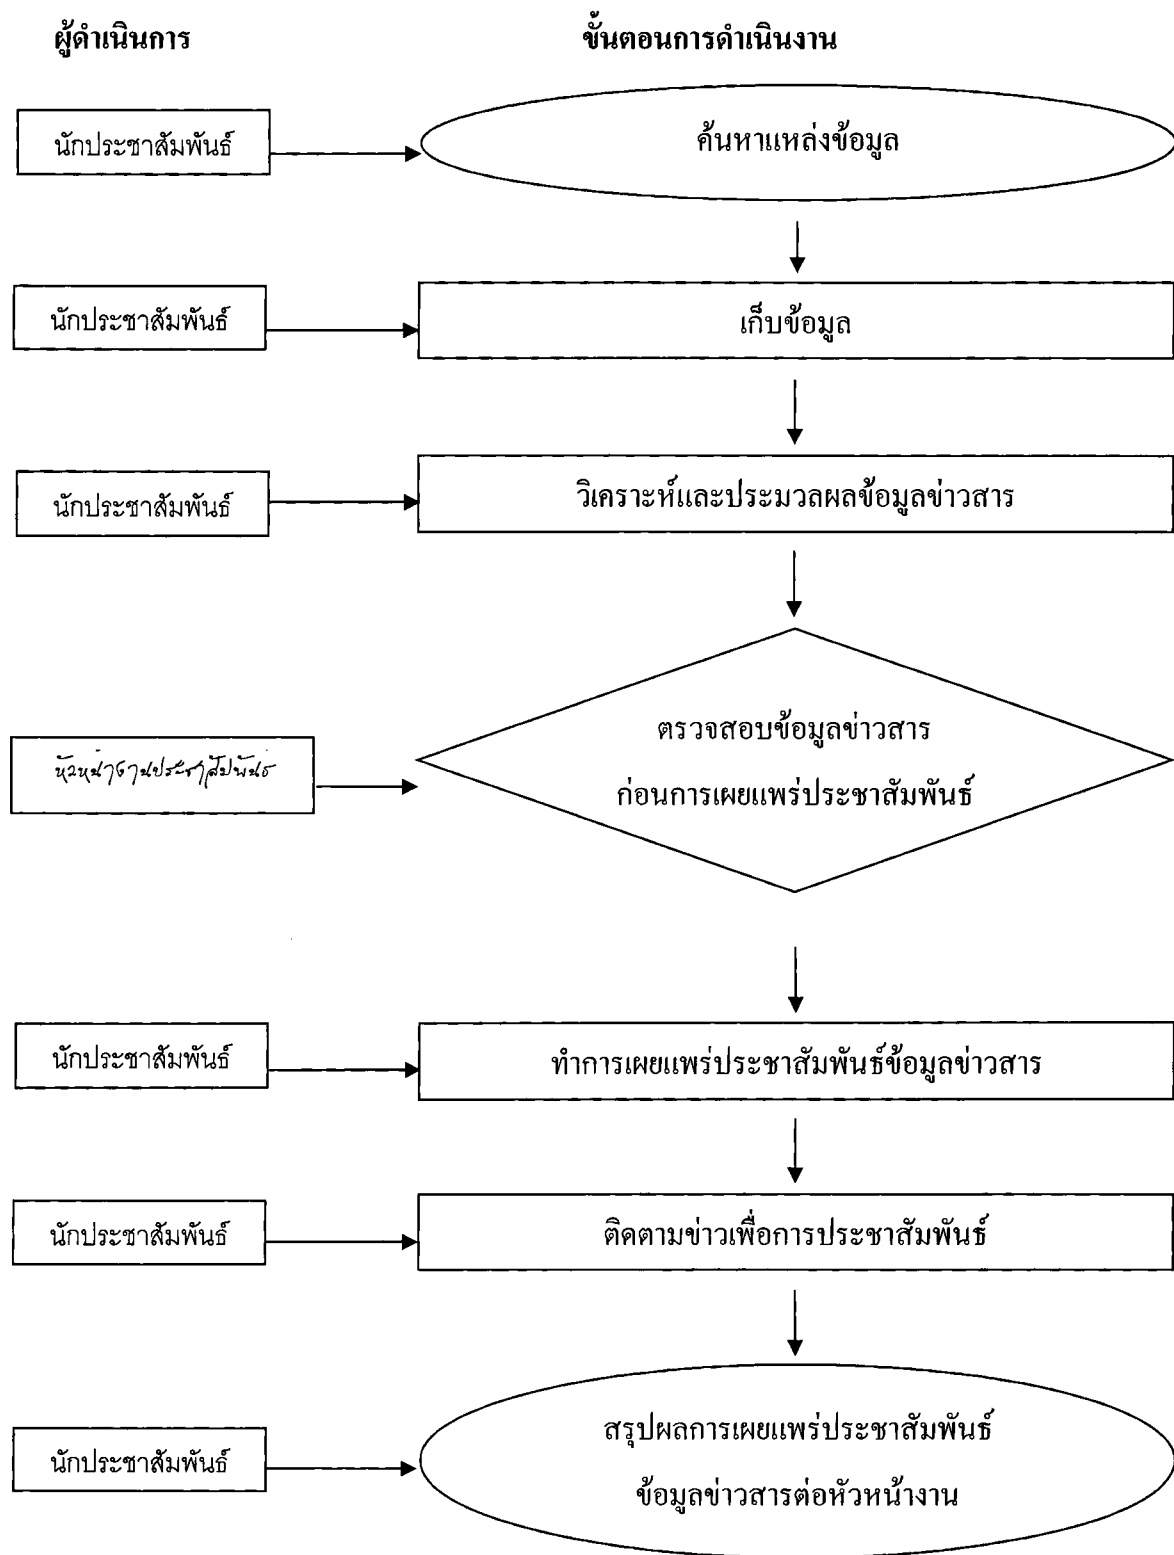 ผู้ดำเนินการ ขั้นตอนการดำเนินงาน
นักประชาสัมพันธ์ ค้นหาแหล่งข้อมูล
นักประชาสัมพันธ์ เก็บข้อมูล
นักประชาสัมพันธ์ วิเคราะห์และประมวลผลข้อมูลข่าวสาร
ตรวจสอบข้อมูลข่าวสาร
หัวหน้างานประชาสัมพันธ์ ก่อนการเผยแพร่ประชาสัมพันธ์
นักประชาสัมพันธ์ ทำการเผยแพร่ประชาสัมพันธ์ข้อมูลข่าวสาร
นักประชาสัมพันธ์ ติดตามข่าวเพื่อการประชาสัมพันธ์
สรุปผลการเผยแพร่ประชาสัมพันธ์
นักประชาสัมพันธ์ ข้อมูลข่าวสารต่อหัวหน้างาน